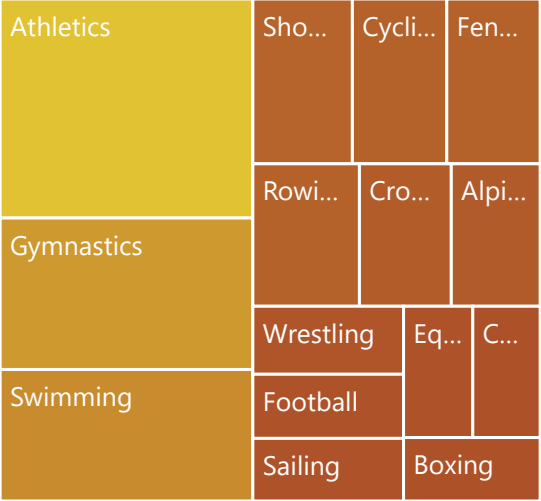 Athletics
Sho...
Cycli...
Fen...
Gymnastics
Rowi...
Cro...
Alpi...
Swimming
Wrestling
Eq...
C...
Football
Sailing
Boxing